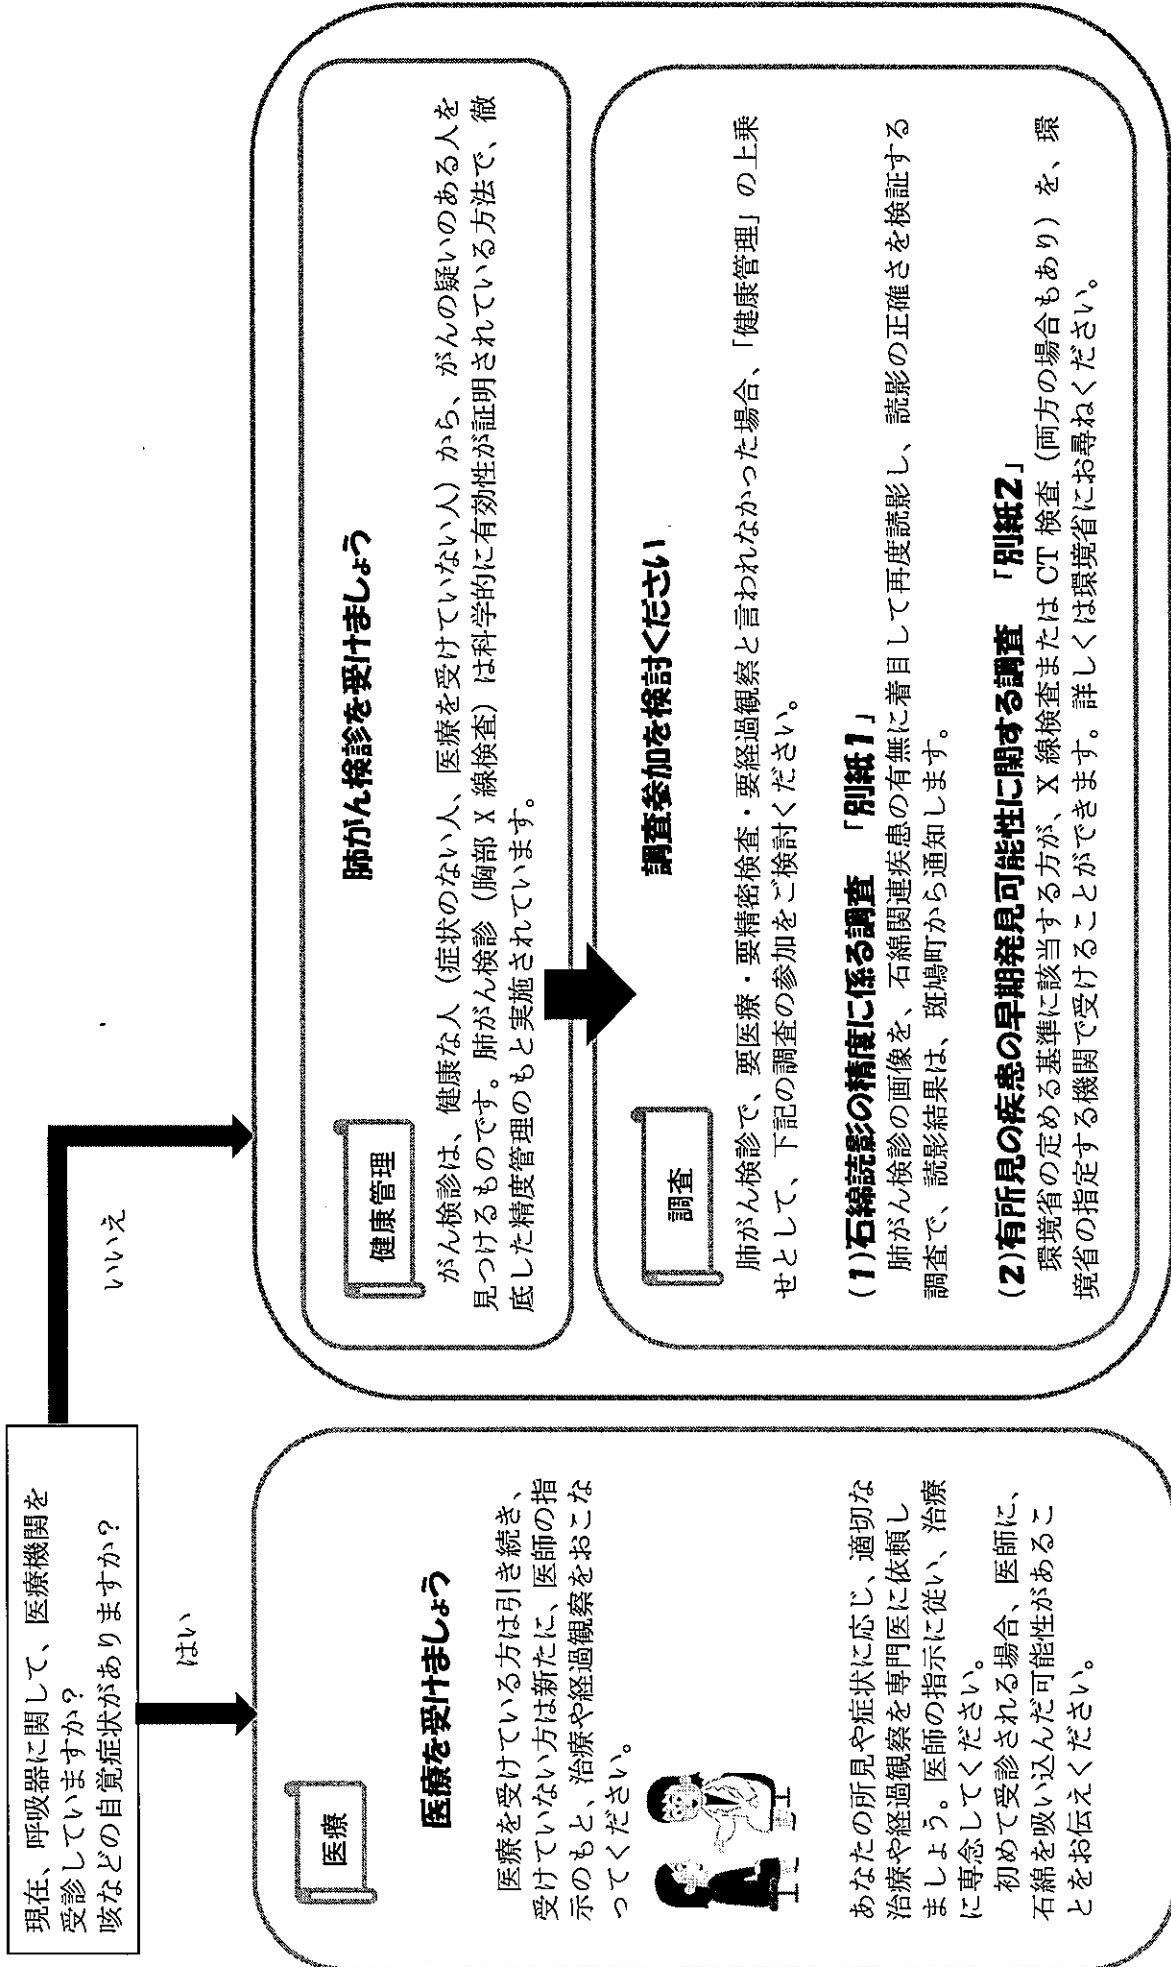 現在、呼吸器に関して、医療機関を
受診していますか？
咳などの自覚症状がありますか？
はい
いいえ
医療
医療を受けましょう
医療を受けている方は引き続き、
受けていない方は新たに、医師の指
示のもと、治療や経過観察をおこな
ってください。
あなたの所見や症状に応じ、適切な
治療や経過観察を専門医に依頼し
ましょう。医師の指示に従い、治療
に専念してください。
初めて受診される場合、医師に、
石綿を吸い込んだ可能性があるこ
とをお伝えください。
健康管理
肺がん検診を受けましょう
がん検診は、健康な人（症状のない人、医療を受けていない人）から、がんの疑いのある人を
見つけるものです。肺がん検診（胸部 X 線検査）は科学的に有効性が証明されている方法で、徹
底した精度管理のもと実施されています。
調査
調査参加を検討ください
肺がん検診で、要医療・要精密検査・要経過観察と言われなかった場合、「健康管理」の上乗
せとして、下記の調査の参加をご検討ください。
(1)石綿読影の精度に係る調査 「別紙1」
肺がん検診の画像を、石綿関連疾患の有無に着目して再度読影し、読影の正確さを検証する
調査で、読影結果は、斑鳩町から通知します。
(2)有所見の疾患の早期発見可能性に関する調査 「別紙2」
環境省の定める基準に該当する方が、X 線検査または CT 検査（両方の場合もあり）を、環
境省の指定する機関で受けることができます。詳しくは環境省にお尋ねください。